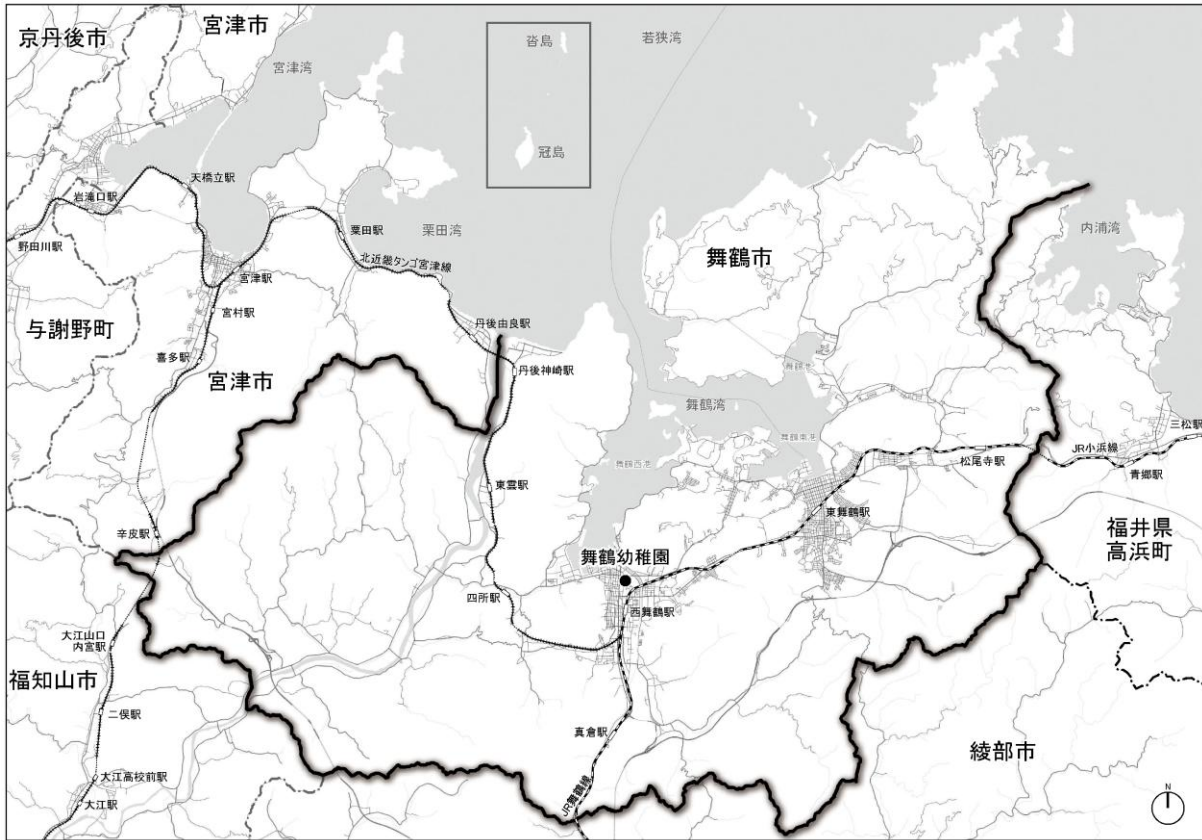 京丹後市
宮津市
宮津湾
沓島
若狭湾
冠島
天橋立駅
岩滝口駅
野田川駅
栗田駅
栗田湾
北近畿タンゴ宮津線
宮津駅
宮村駅
舞鶴市
内浦湾
与謝野町
喜多駅
宮津市
丹後由良駅
丹後神崎駅
舞鶴湾
舞鶴東港
三松駅
JR小浜線
青郷駅
松尾寺駅
舞鶴西港
東雲駅
東舞鶴駅
辛皮駅
福井県
高浜町
舞鶴幼稚園
四所駅
西舞鶴駅
大江山口
内宮駅
福知山市
二俣駅
真倉駅
綾部市
大江高校前駅
大江駅
JR舞鶴線
N